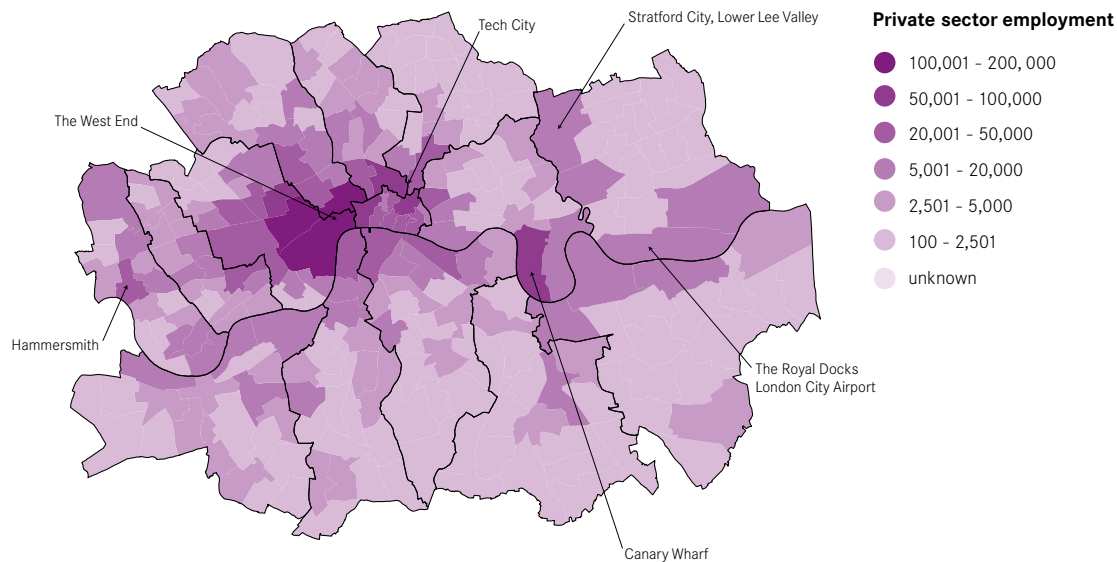 Stratford City, Lower Lee Valley
Tech City
The West End
Hammersmith
The Royal Docks
London City Airport
Canary Wharf
Private sector employment
100,001 - 200, 000
50,001 - 100,000
20,001 - 50,000
5,001 - 20,000
2,501 - 5,000
100 - 2,501
unknown